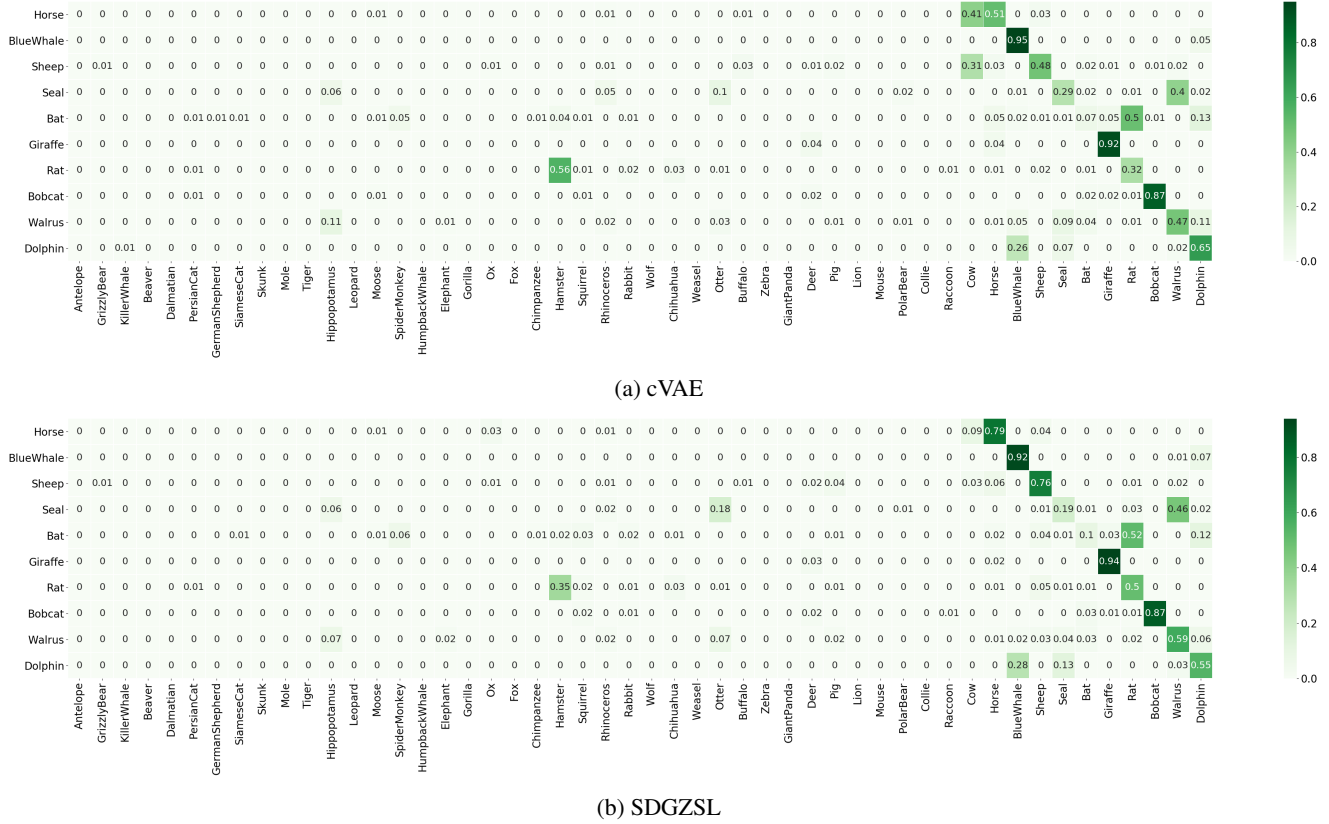 Horse 0 0 0 0 0 0 0 0 0 0 0 0 0 0.01 0 0 0 0 0 0 0 0 0 0.01 0 0 0 0 0 0.01 0 0 0 0 0 0 0 0 0 0.41 0.51 0 0.03 0 0 0 0 0 0 0
BlueWhale 0 0 0 0 0 0 0 0 0 0 0 0 0 0 0 0 0 0 0 0 0 0 0 0 0 0 0 0 0 0 0 0 0 0 0 0 0 0 0 0 0 0.95 0 0 0 0 0 0 0 0.05
Sheep 0 0.01 0 0 0 0 0 0 0 0 0 0 0 0 0 0 0 0 0.01 0 0 0 0 0.01 0 0 0 0 0 0.03 0 0 0.01 0.02 0 0 0 0 0 0.31 0.03 0 0.48 0 0.02 0.01 0 0.01 0.02 0
Seal 0 0 0 0 0 0 0 0 0 0 0 0.06 0 0 0 0 0 0 0 0 0 0 0 0.05 0 0 0 0 0.1 0 0 0 0 0 0 0 0.02 0 0 0 0 0.01 0 0.29 0.02 0 0.01 0 0.4 0.02
Bat 0 0 0 0 0 0.01 0.01 0.01 0 0 0 0 0 0.01 0.05 0 0 0 0 0 0.01 0.04 0.01 0 0.01 0 0 0 0 0 0 0 0 0 0 0 0 0 0 0 0.05 0.02 0.01 0.01 0.07 0.05 0.5 0.01 0 0.13
Giraffe 0 0 0 0 0 0 0 0 0 0 0 0 0 0 0 0 0 0 0 0 0 0 0 0 0 0 0 0 0 0 0 0 0.04 0 0 0 0 0 0 0 0.04 0 0 0 0 0.92 0 0 0 0
Rat 0 0 0 0 0 0.01 0 0 0 0 0 0 0 0 0 0 0 0 0 0 0 0.56 0.01 0 0.02 0 0.03 0 0.01 0 0 0 0 0 0 0 0 0 0.01 0 0.01 0 0.02 0 0.01 0 0.32 0 0 0
Bobcat 0 0 0 0 0 0.01 0 0 0 0 0 0 0 0.01 0 0 0 0 0 0 0 0 0.01 0 0 0 0 0 0 0 0 0 0.02 0 0 0 0 0 0 0 0 0 0 0 0.02 0.02 0.01 0.87 0 0
Walrus 0 0 0 0 0 0 0 0 0 0 0 0.11 0 0 0 0 0.01 0 0 0 0 0 0 0.02 0 0 0 0 0.03 0 0 0 0 0.01 0 0 0.01 0 0 0 0.01 0.05 0 0.09 0.04 0 0.01 0 0.47 0.11
Dolphin 0 0 0.01 0 0 0 0 0 0 0 0 0 0 0 0 0 0 0 0 0 0 0 0 0 0 0 0 0 0 0 0 0 0 0 0 0 0 0 0 0 0 0.26 0 0.07 0 0 0 0 0.02 0.65
Antelope GrizzlyBear KillerWhale Beaver Dalmatian PersianCat GermanShepherd SiameseCat Skunk Mole Tiger Hippopotamus Leopard Moose SpiderMonkey HumpbackWhale Elephant Gorilla Ox Fox Chimpanzee Hamster Squirrel Rhinoceros Rabbit Wolf Chihuahua Weasel Otter Buffalo Zebra GiantPanda Deer Pig Lion Mouse PolarBear Collie Raccoon Cow Horse BlueWhale Sheep Seal Bat Giraffe Rat Bobcat Walrus Dolphin
0.8
0.6
0.4
0.2
0.0
(a) cVAE
Horse 0 0 0 0 0 0 0 0 0 0 0 0 0 0.01 0 0 0 0 0.03 0 0 0 0 0.01 0 0 0 0 0 0 0 0 0 0 0 0 0 0 0 0.09 0.79 0 0.04 0 0 0 0 0 0 0
BlueWhale 0 0 0 0 0 0 0 0 0 0 0 0 0 0 0 0 0 0 0 0 0 0 0 0 0 0 0 0 0 0 0 0 0 0 0 0 0 0 0 0 0 0.92 0 0 0 0 0 0 0.01 0.07
Sheep 0 0.01 0 0 0 0 0 0 0 0 0 0 0 0 0 0 0 0 0.01 0 0 0 0 0.01 0 0 0 0 0 0.01 0 0 0.02 0.04 0 0 0 0 0 0.03 0.06 0 0.76 0 0 0 0.01 0 0.02 0
Seal 0 0 0 0 0 0 0 0 0 0 0 0.06 0 0 0 0 0 0 0 0 0 0 0 0.02 0 0 0 0 0.18 0 0 0 0 0 0 0 0.01 0 0 0 0 0 0.01 0.19 0.01 0 0.03 0 0.46 0.02
Bat 0 0 0 0 0 0 0 0.01 0 0 0 0 0 0.01 0.06 0 0 0 0 0 0.01 0.02 0.03 0 0.02 0 0.01 0 0 0 0 0 0 0.01 0 0 0 0 0 0 0.02 0 0.04 0.01 0.1 0.03 0.52 0 0 0.12
Giraffe 0 0 0 0 0 0 0 0 0 0 0 0 0 0 0 0 0 0 0 0 0 0 0 0 0 0 0 0 0 0 0 0 0.03 0 0 0 0 0 0 0 0.02 0 0 0 0 0.94 0 0 0 0
Rat 0 0 0 0 0 0.01 0 0 0 0 0 0 0 0 0 0 0 0 0 0 0 0.35 0.02 0 0.01 0 0.03 0 0.01 0 0 0 0 0.01 0 0 0 0 0 0 0.01 0 0.05 0.01 0.01 0 0.5 0 0 0
Bobcat 0 0 0 0 0 0 0 0 0 0 0 0 0 0 0 0 0 0 0 0 0 0 0.02 0 0.01 0 0 0 0 0 0 0 0.02 0 0 0 0 0 0.01 0 0 0 0 0 0.03 0.01 0.01 0.87 0 0
Walrus 0 0 0 0 0 0 0 0 0 0 0 0.07 0 0 0 0 0.02 0 0 0 0 0 0 0.02 0 0 0 0 0.07 0 0 0 0 0.02 0 0 0 0 0 0 0.01 0.02 0.03 0.04 0.03 0 0.02 0 0.59 0.06
Dolphin 0 0 0 0 0 0 0 0 0 0 0 0 0 0 0 0 0 0 0 0 0 0 0 0 0 0 0 0 0 0 0 0 0 0 0 0 0 0 0 0 0 0.28 0 0.13 0 0 0 0 0.03 0.55
Antelope GrizzlyBear KillerWhale Beaver Dalmatian PersianCat GermanShepherd SiameseCat Skunk Mole Tiger Hippopotamus Leopard Moose SpiderMonkey HumpbackWhale Elephant Gorilla Ox Fox Chimpanzee Hamster Squirrel Rhinoceros Rabbit Wolf Chihuahua Weasel Otter Buffalo Zebra GiantPanda Deer Pig Lion Mouse PolarBear Collie Raccoon Cow Horse BlueWhale Sheep Seal Bat Giraffe Rat Bobcat Walrus Dolphin
0.8
0.6
0.4
0.2
0.0
(b) SDGZSL